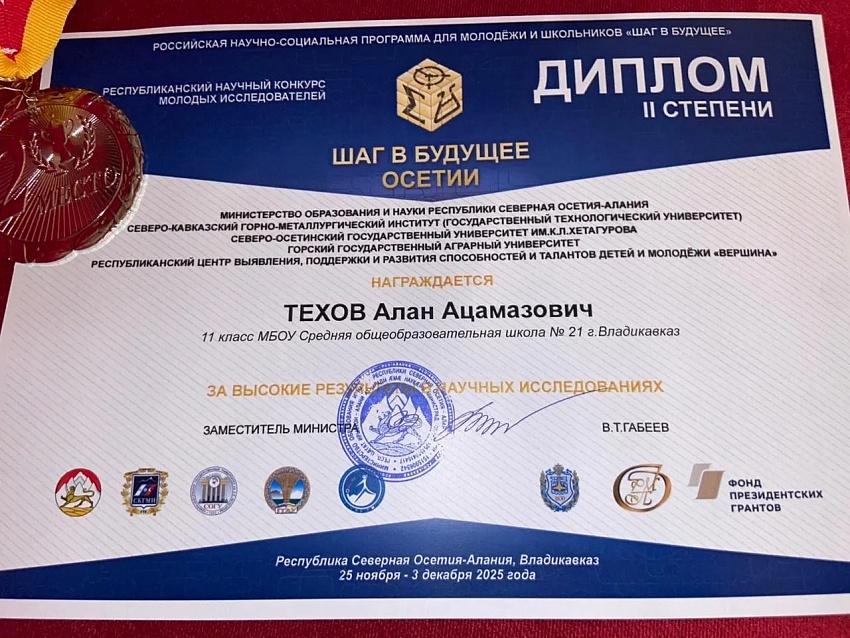 РОССИЙСКАЯ НАУЧНО-СОЦИАЛЬНАЯ ПРОГРАММА ДЛЯ МОЛОДЁЖИ И ШКОЛЬНИКОВ «ШАГ В БУДУЩЕЕ»
РЕСПУБЛИКАНСКИЙ НАУЧНЫЙ КОНКУРС
МОЛОДЫХ ИССЛЕДОВАТЕЛЕЙ
ДИПЛОМ
II СТЕПЕНИ
ШАГ В БУДУЩЕЕ
ОСЕТИИ
2 МЕСТО
МИНИСТЕРСТВО ОБРАЗОВАНИЯ И НАУКИ РЕСПУБЛИКИ СЕВЕРНАЯ ОСЕТИЯ-АЛАНИЯ
СЕВЕРО-КАВКАЗСКИЙ ГОРНО-МЕТАЛЛУРГИЧЕСКИЙ ИНСТИТУТ (ГОСУДАРСТВЕННЫЙ ТЕХНОЛОГИЧЕСКИЙ УНИВЕРСИТЕТ)
СЕВЕРО-ОСЕТИНСКИЙ ГОСУДАРСТВЕННЫЙ УНИВЕРСИТЕТ ИМ.К.Л.ХЕТАГУРОВА
ГОРСКИЙ ГОСУДАРСТВЕННЫЙ АГРАРНЫЙ УНИВЕРСИТЕТ
РЕСПУБЛИКАНСКИЙ ЦЕНТР ВЫЯВЛЕНИЯ, ПОДДЕРЖКИ И РАЗВИТИЯ СПОСОБНОСТЕЙ И ТАЛАНТОВ ДЕТЕЙ И МОЛОДЁЖИ «ВЕРШИНА»
НАГРАЖДАЕТСЯ
ТЕХОВ Алан Ацамазович
11 класс МБОУ Средняя общеобразовательная школа № 21 г.Владикавказ
ЗА ВЫСОКИЕ В НАУЧНЫХ ИССЛЕДОВАНИЯХ
ЗАМЕСТИТЕЛЬ МИНИСТРА
В.Т.ГАБЕЕВ
СКГМИ
СОГУ
ФОНД
ПРЕЗИДЕНТСКИХ
ГРАНТОВ
Республика Северная Осетия-Алания, Владикавказ
25 ноября - 3 декабря 2025 года